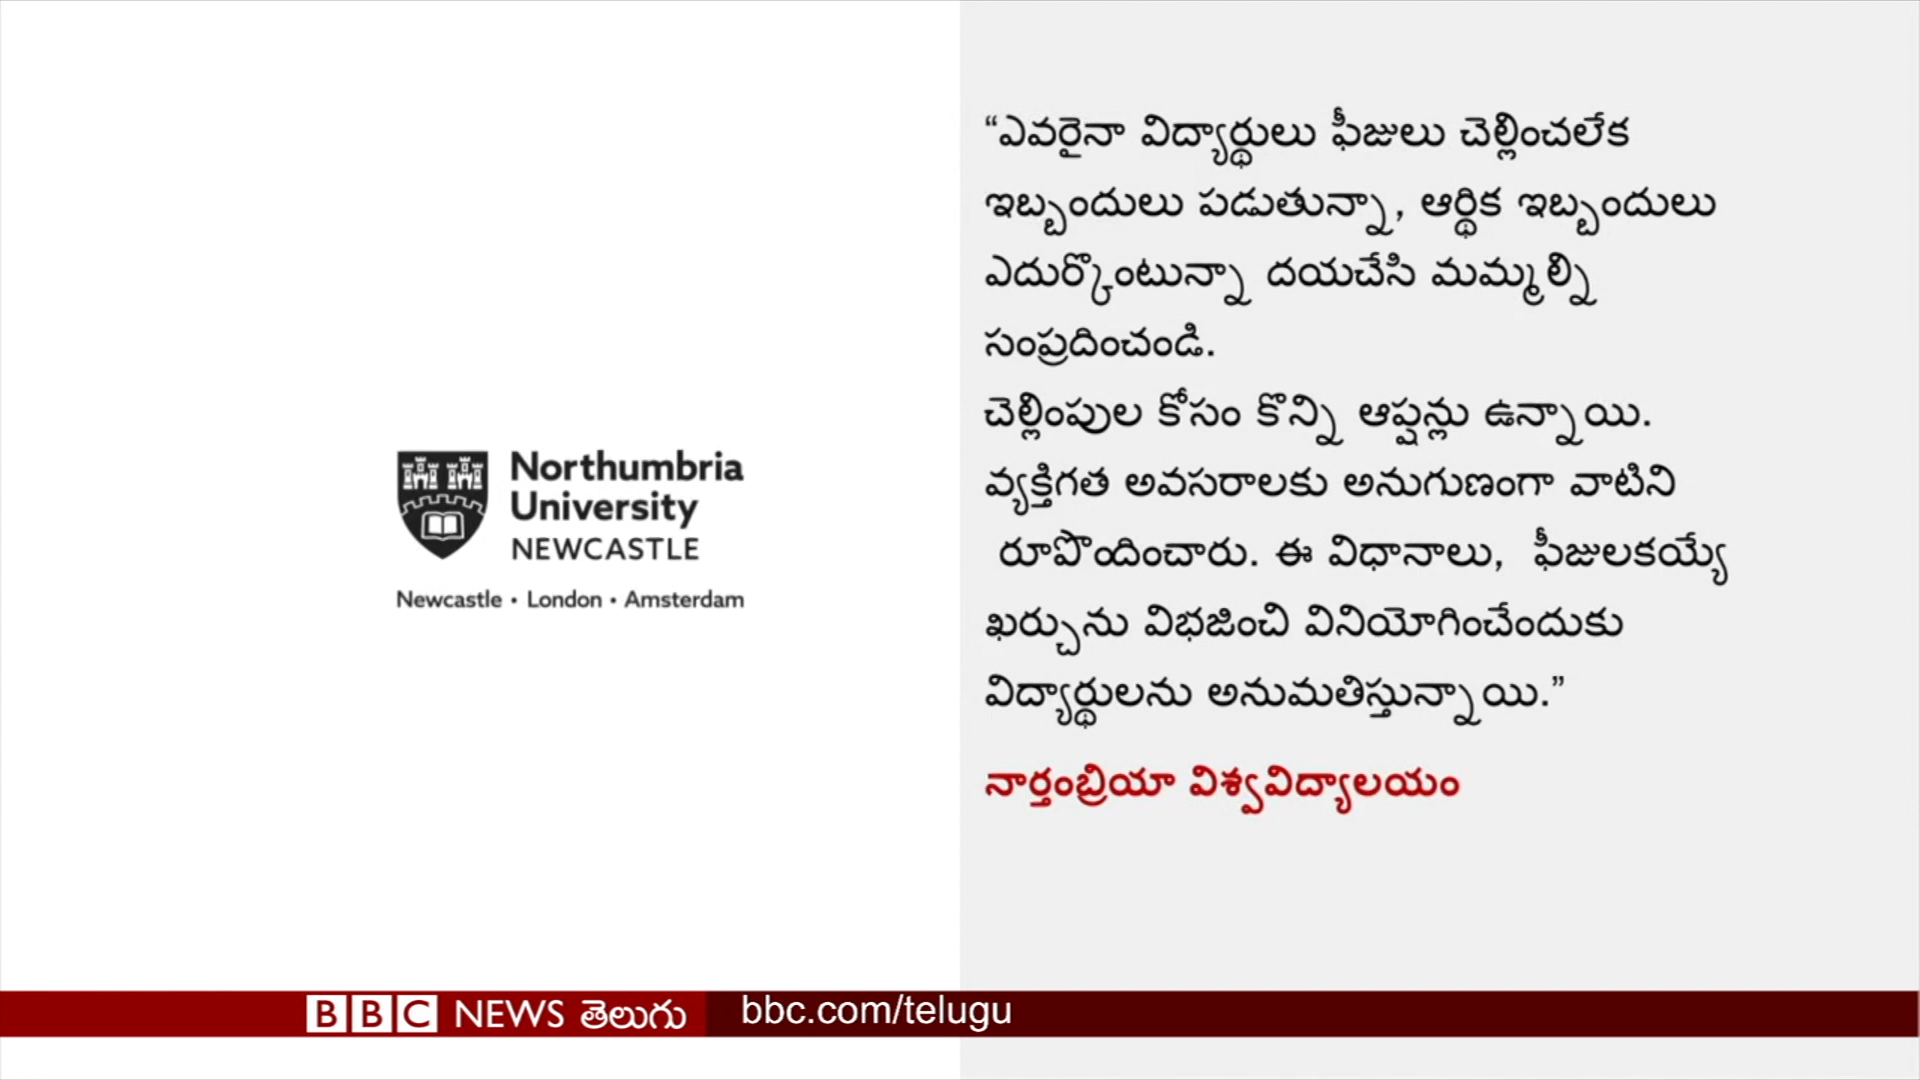 Northumbria
University
NEWCASTLE
Newcastle • London • Amsterdam
“ఎవరైనా విద్యార్థులు ఫీజులు చెల్లించలేక
ఇబ్బందులు పడుతున్నా, ఆర్థిక ఇబ్బందులు
ఎదుర్కొంటున్నా దయచేసి మమ్మల్ని
సంప్రదించండి.
చెల్లింపుల కోసం కొన్ని ఆప్షన్లు ఉన్నాయి.
వ్యక్తిగత అవసరాలకు అనుగుణంగా వాటిని
రూపొందించారు. ఈ విధానాలు, ఫీజులకయ్యే
ఖర్చును విభజించి వినియోగించేందుకు
విద్యార్థులను అనుమతిస్తున్నాయి.”
నార్తంబ్రియా విశ్వవిద్యాలయం
BBC NEWS తెలుగు bbc.com/telugu